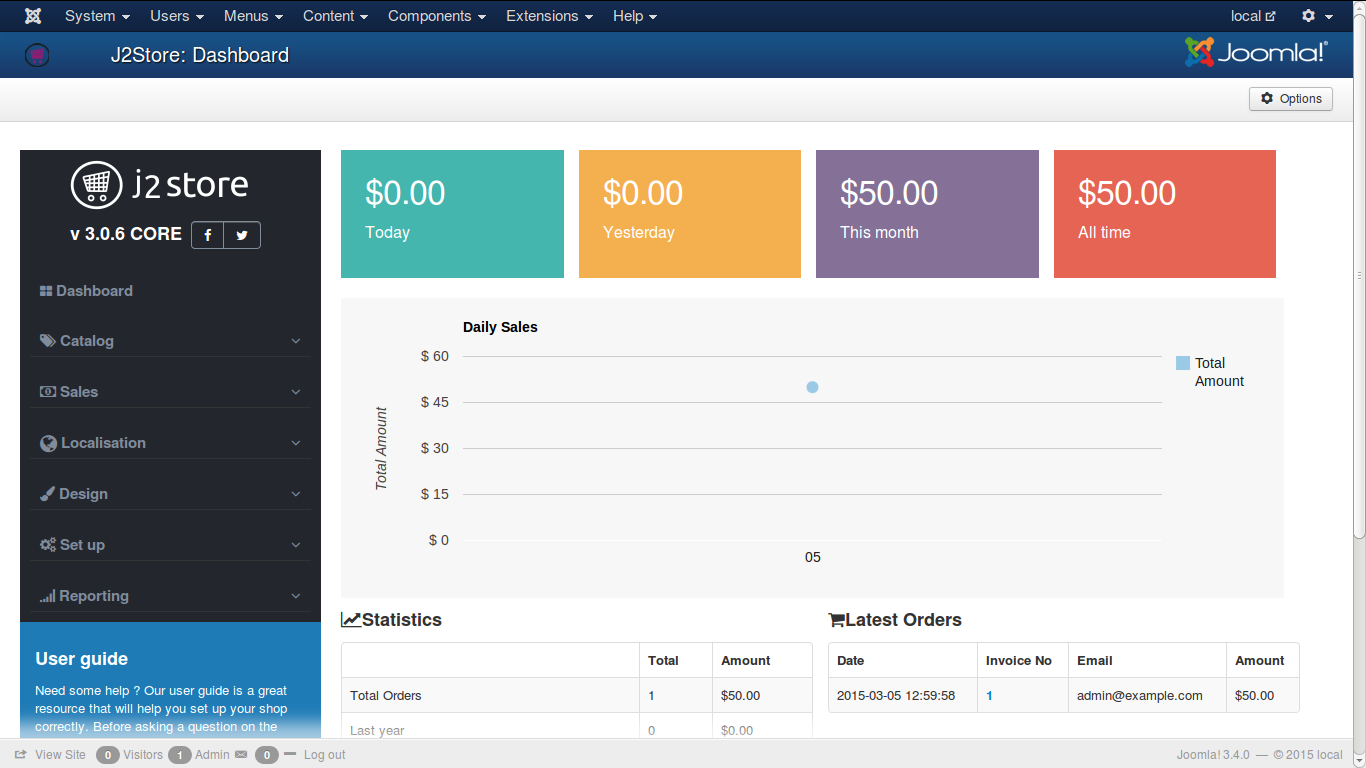 System Users Menus Content Components Extensions Help local
J2Store: Dashboard Joomla!®
Options
j2store
v 3.0.6 CORE
Dashboard
Catalog
Sales
Localisation
Design
Set up
Reporting
User guide
Need some help ? Our user guide is a great
resource that will help you set up your shop
correctly. Before asking a question on the
$0.00
Today
$0.00
Yesterday
$50.00
This month
$50.00
All time
Daily Sales
$ 60
$ 45
$ 30
$ 15
$ 0
Total Amount
05
Total
Amount
Statistics
Total Amount
Total Orders 1 $50.00
Last year 0 $0.00
Latest Orders
Date Invoice No Email Amount
2015-03-05 12:59:58 1 admin@example.com $50.00
View Site 0 Visitors 1 Admin 0 Log out Joomla! 3.4.0 — © 2015 local